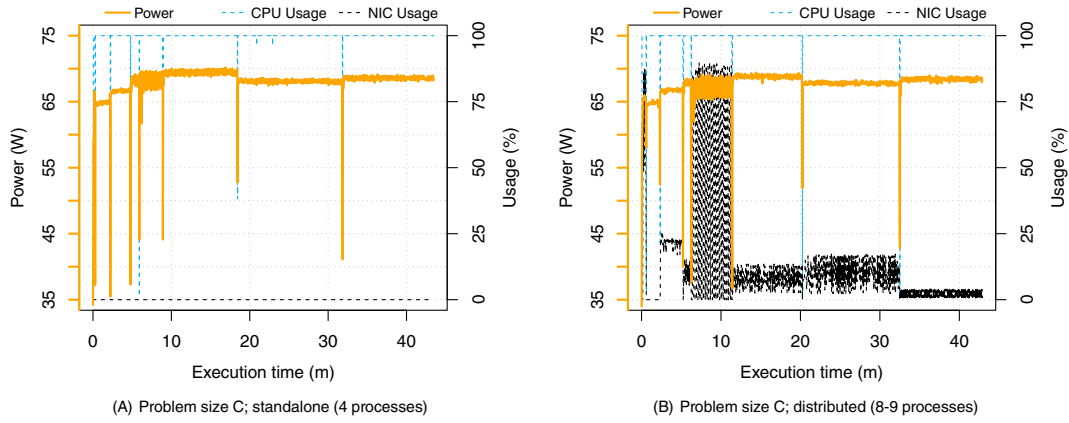 Power CPU Usage NIC Usage
Power (W)
75
65
55
45
35
100
75
50
25
0
Usage (%)
0 10 20 30 40
Execution time (m)
(A) Problem size C; standalone (4 processes)
Power CPU Usage NIC Usage
Power (W)
75
65
55
45
35
100
75
50
25
0
Usage (%)
0 10 20 30 40
Execution time (m)
(B) Problem size C; distributed (8-9 processes)